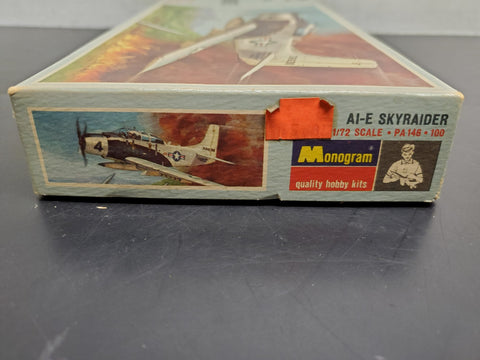 AI-E SKYRAIDER
1/72 SCALE • PA146 • 100
Monogram
quality hobby kits
4